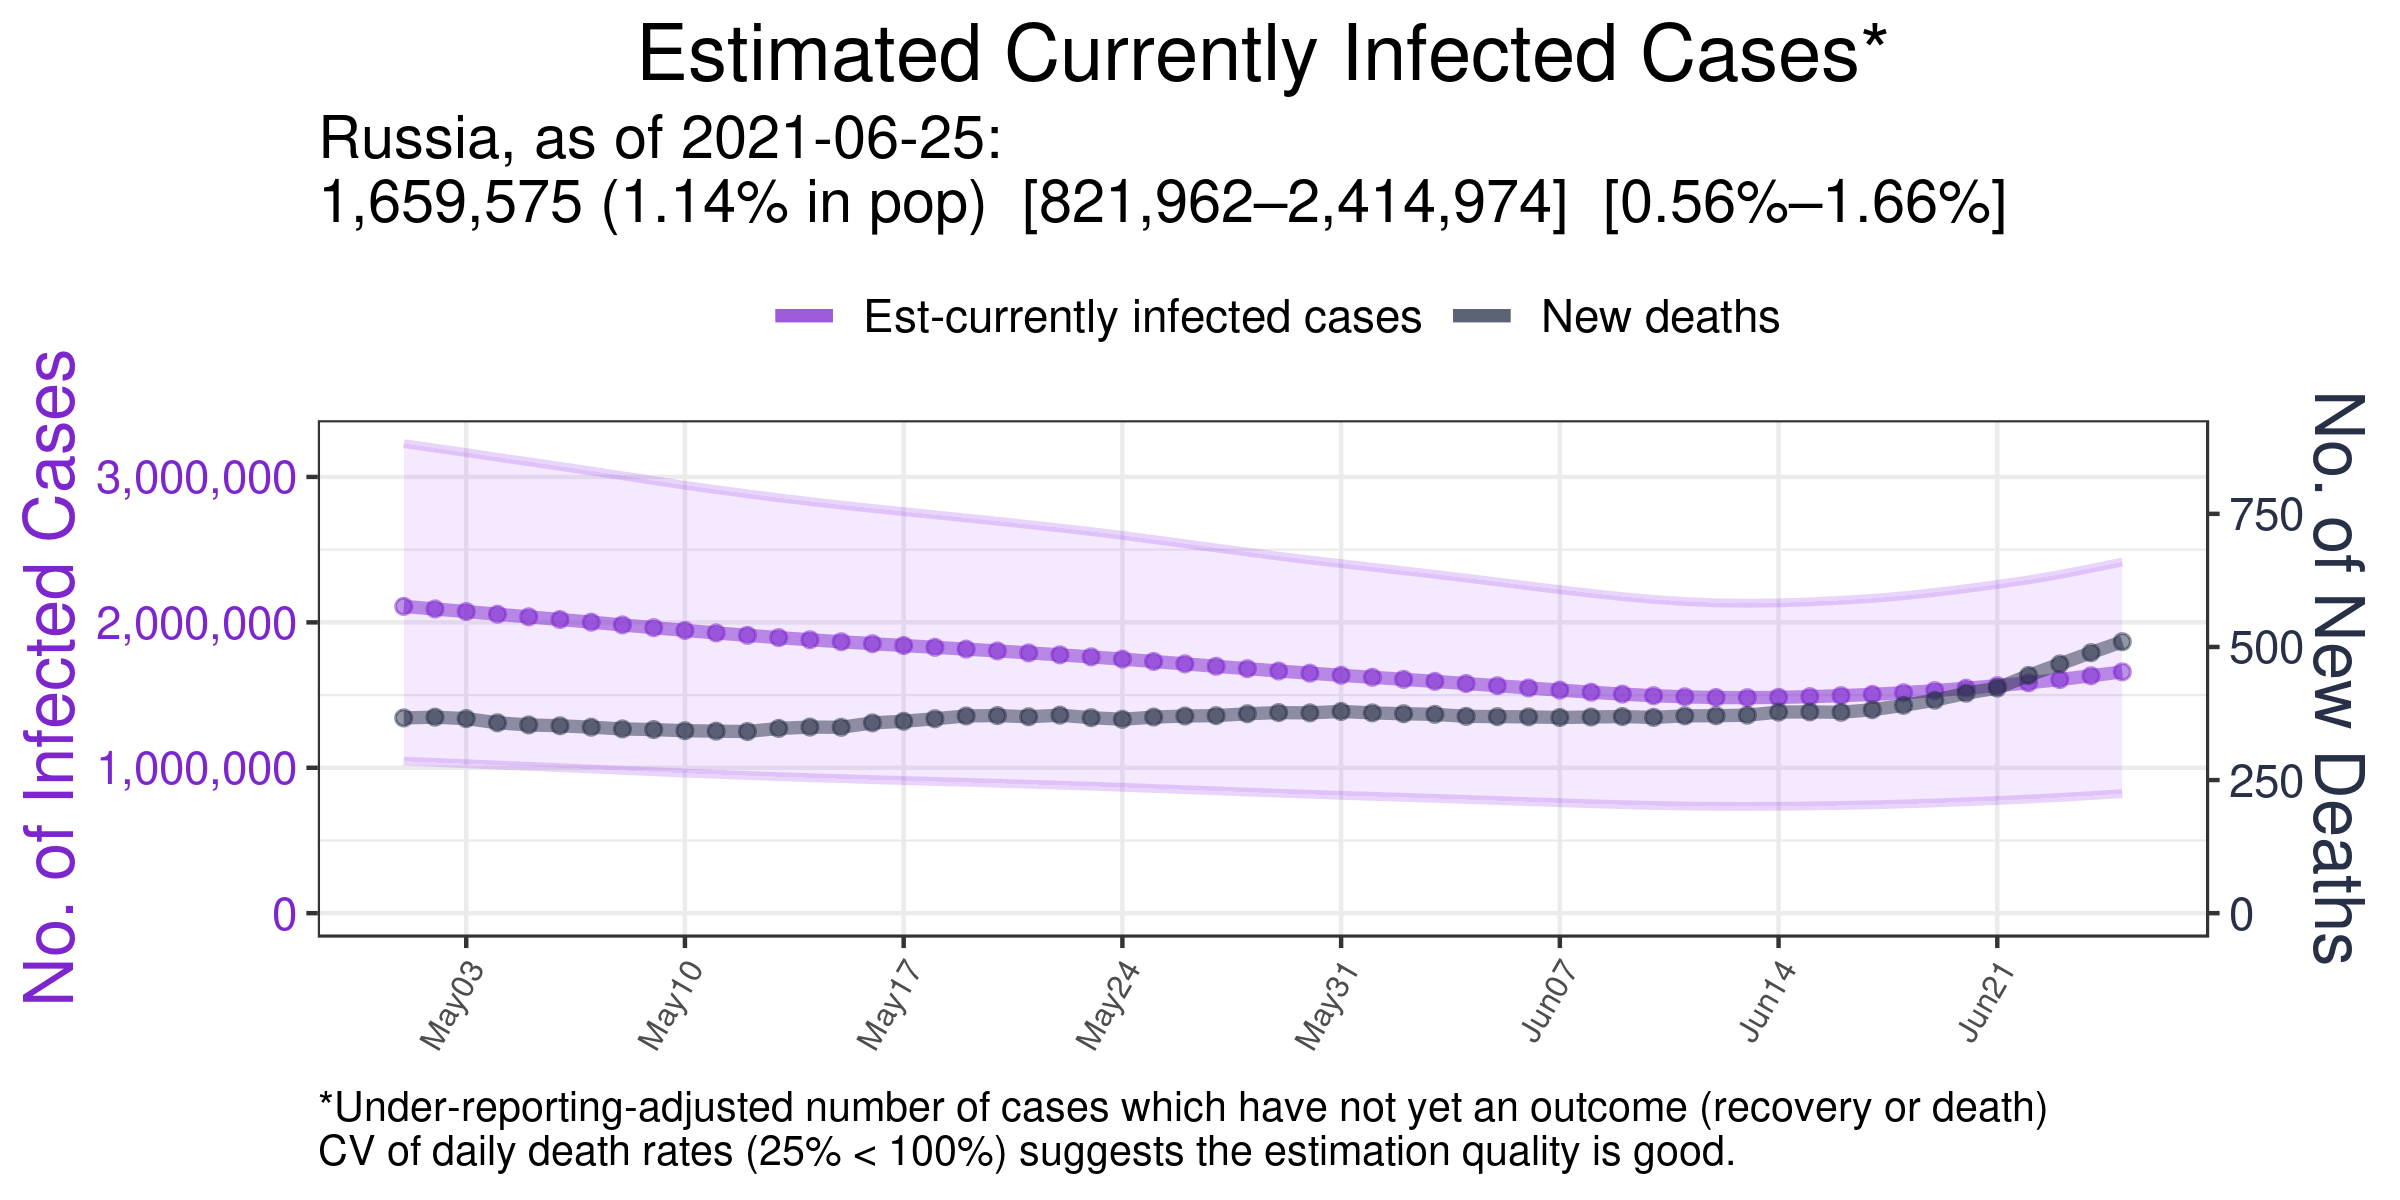 Estimated Currently Infected Cases*
Russia, as of 2021-06-25:
1,659,575 (1.14% in pop)  [821,962–2,414,974]  [0.56%–1.66%]
Est-currently infected cases
New deaths
No. of Infected Cases
3,000,000
2,000,000
1,000,000
0
No. of New Deaths
750
500
250
0
May03
May10
May17
May24
May31
Jun07
Jun14
Jun21
*Under-reporting-adjusted number of cases which have not yet an outcome (recovery or death)
CV of daily death rates (25% < 100%) suggests the estimation quality is good.